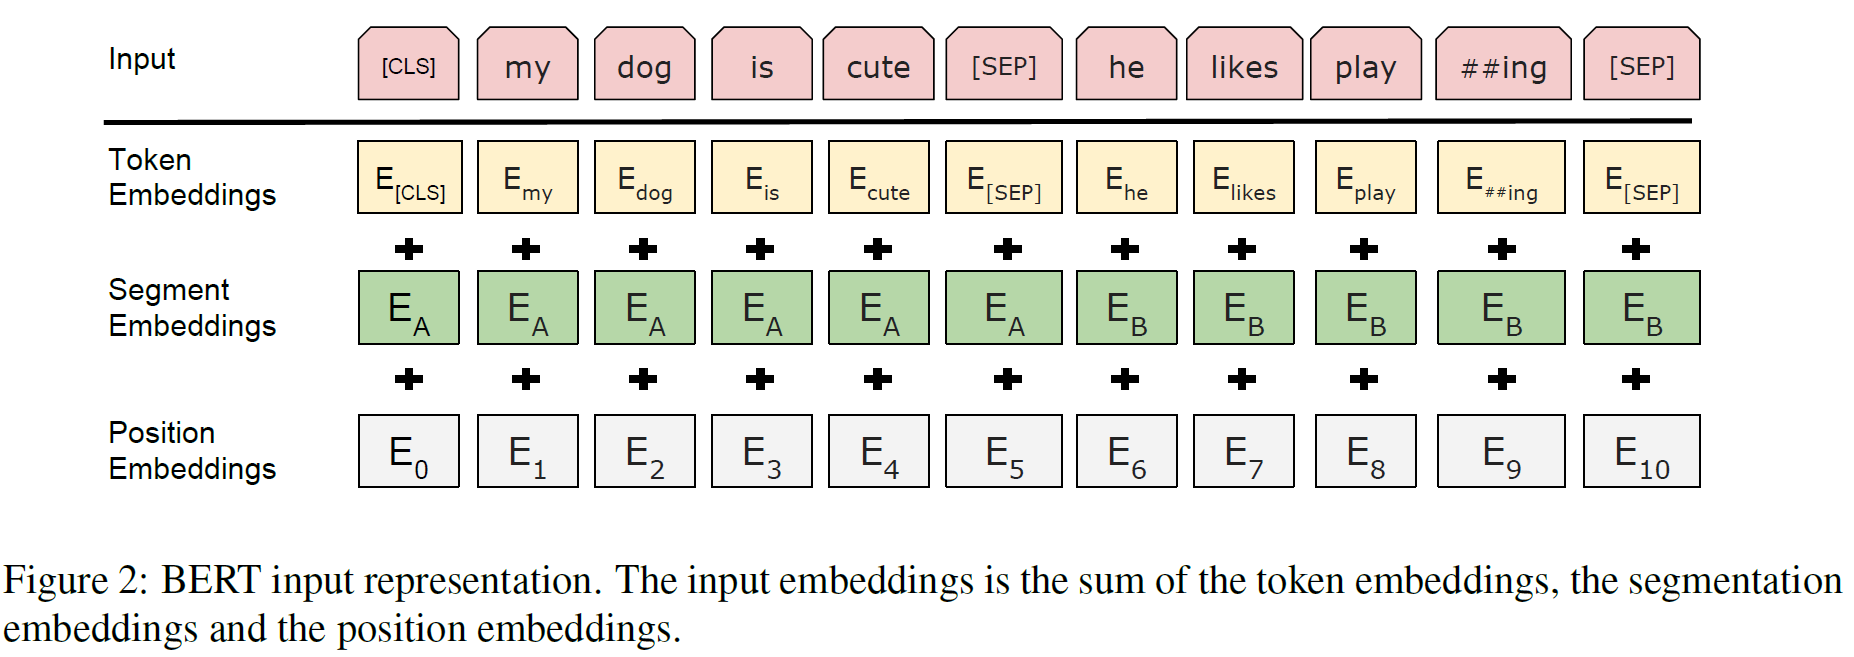 Input [CLS] my dog is cute [SEP] he likes play ##ing [SEP]
Token
Embeddings
E[CLS] Emy Edog Eis Ecute E[SEP] Ehe Elikes Eplay E##ing E[SEP]
+ + + + + + + + + + +
Segment
Embeddings
EA EA EA EA EA EA EB EB EB EB EB
+ + + + + + + + + + +
Position
Embeddings
E0 E1 E2 E3 E4 E5 E6 E7 E8 E9 E10
Figure 2: BERT input representation. The input embeddings is the sum of the token embeddings, the segmentation
embeddings and the position embeddings.